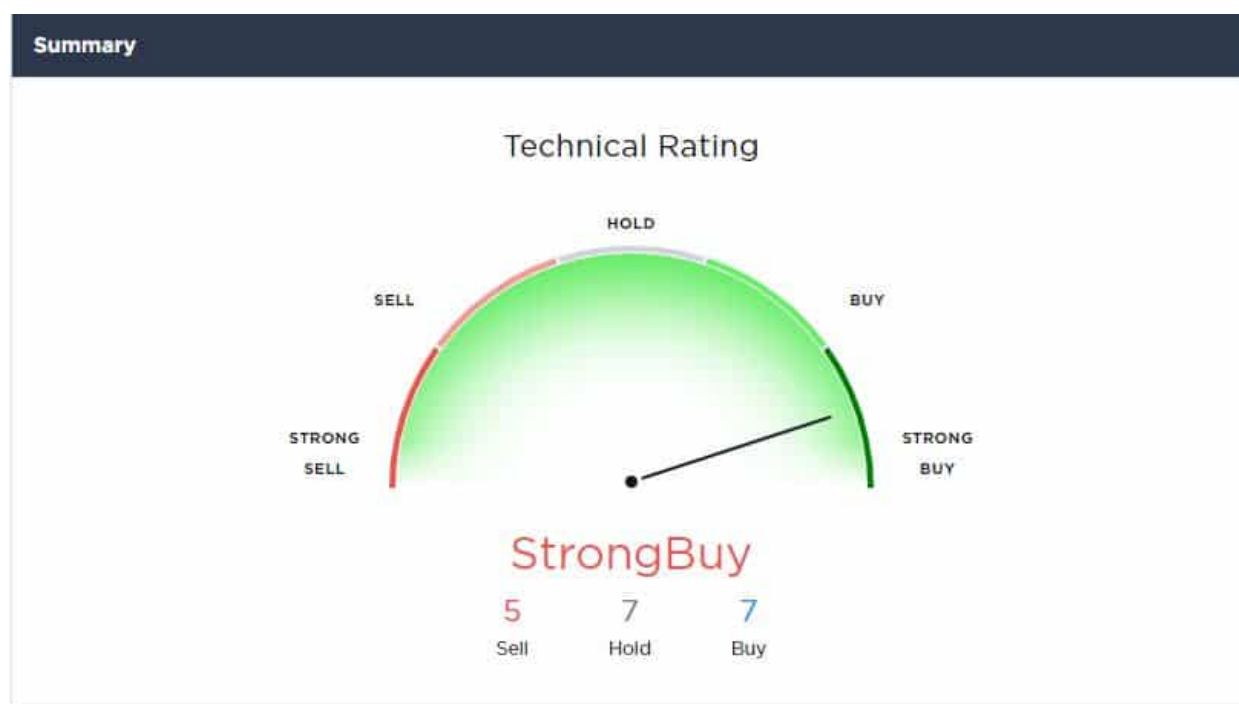 Summary
Technical Rating
HOLD
SELL
BUY
STRONG
SELL
STRONG
BUY
StrongBuy
5 7 7
Sell Hold Buy